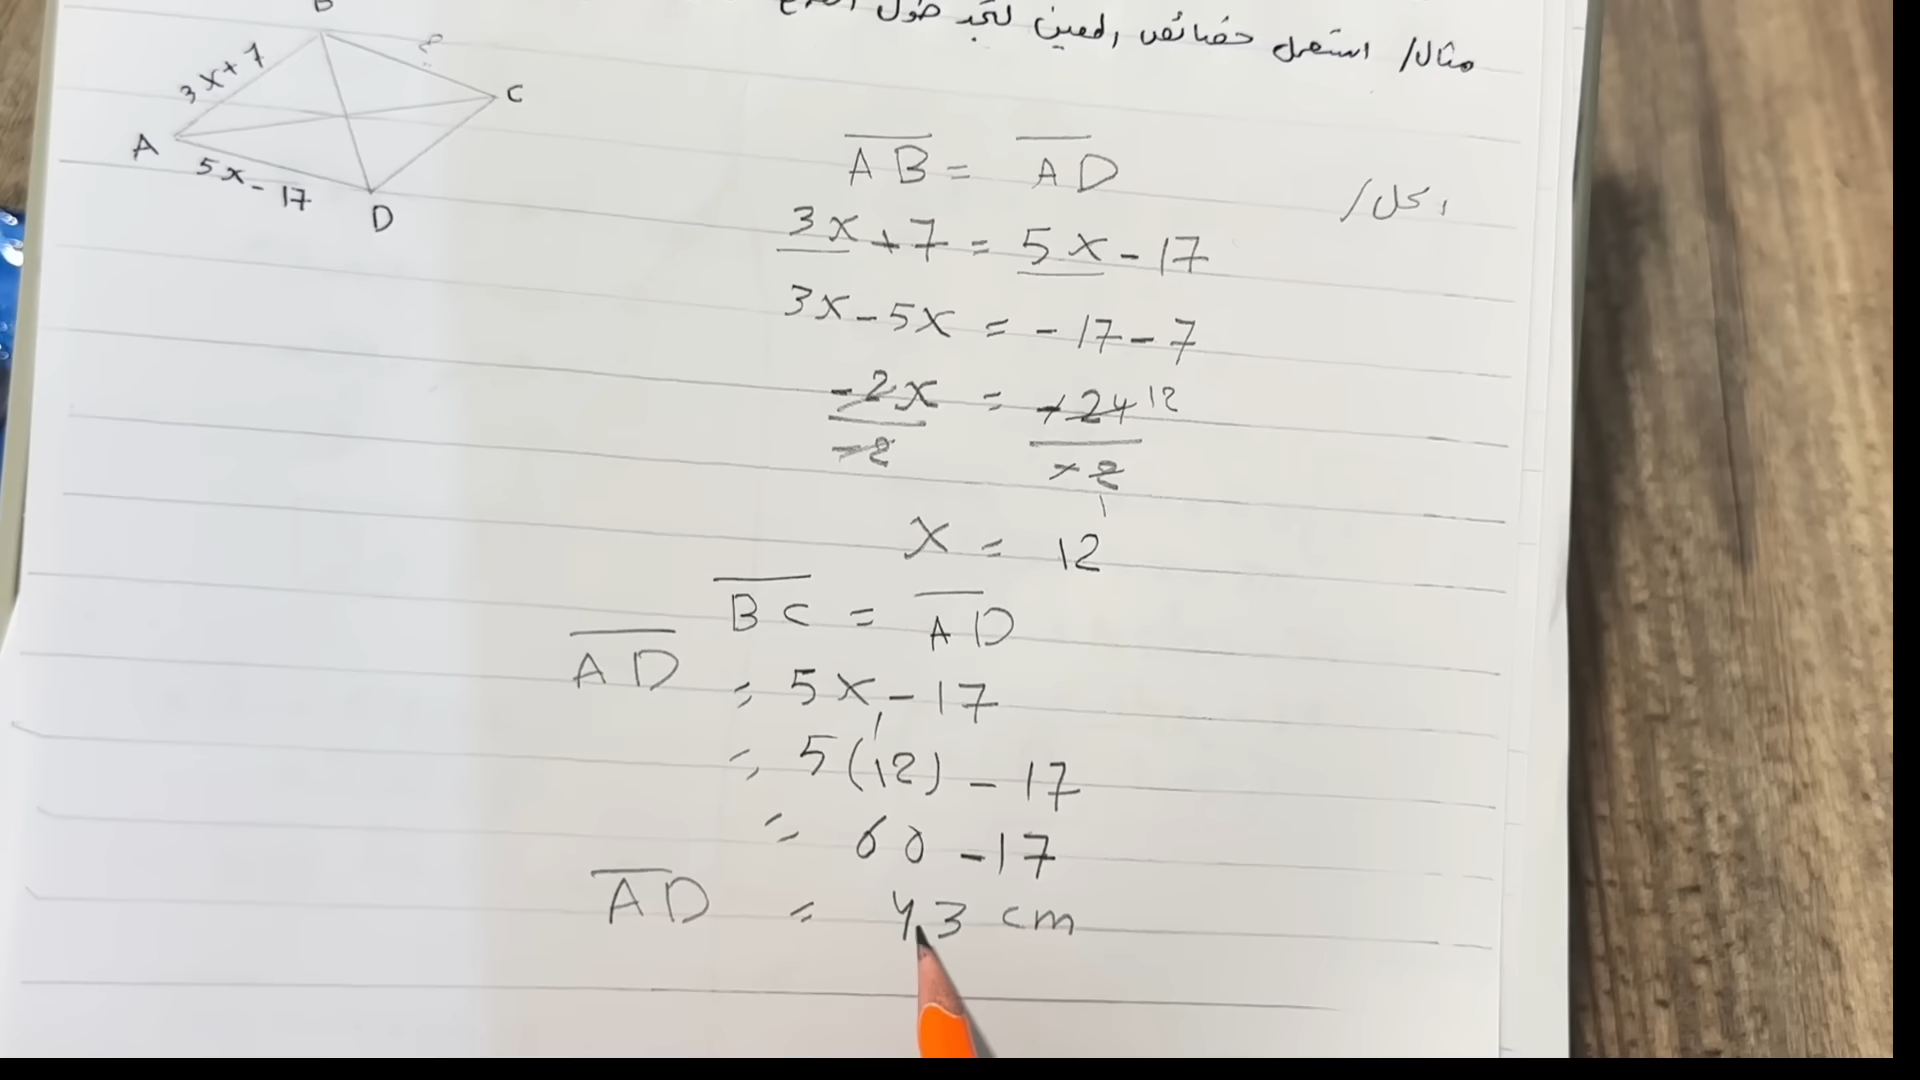 مثال/ استعمل خصائص المعين لتجد طول
B
3x+7
?
C
A
5x-17
D
الحل/
AB = AD
3x+7 = 5x-17
3x-5x = -17-7
-2x = -24 12
-2 -2
1
x = 12
BC = AD
AD = 5x-17
= 5(12)-17
= 60-17
AD = 43 cm